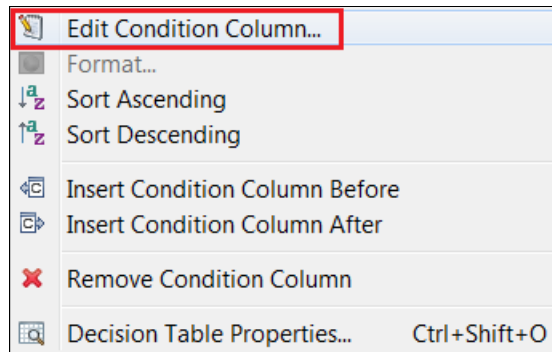 Edit Condition Column...
Format...
Sort Ascending
Sort Descending
Insert Condition Column Before
Insert Condition Column After
Remove Condition Column
Decision Table Properties... Ctrl+Shift+O